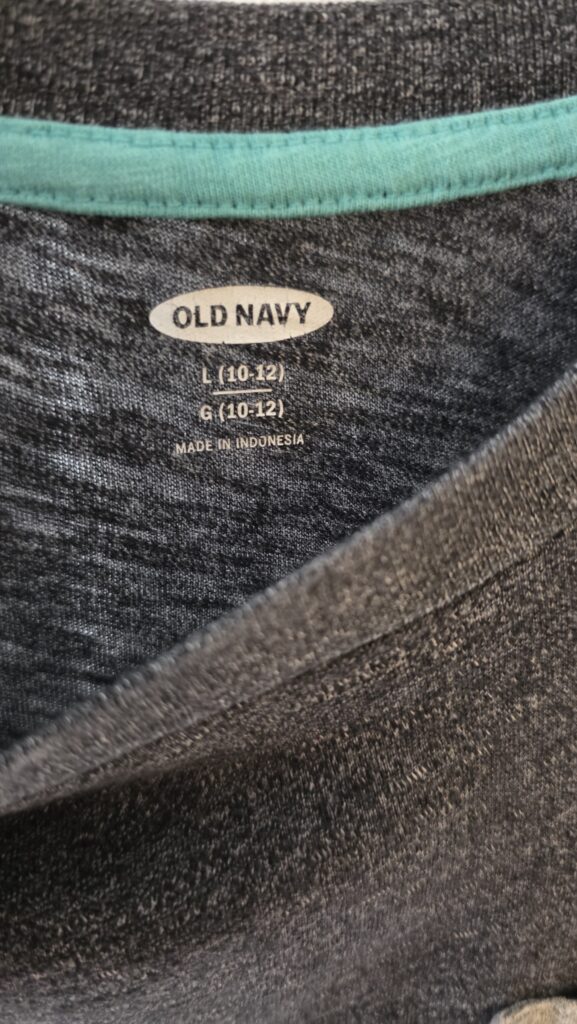 OLD NAVY
L (10-12)
G (10-12)
MADE IN INDONESIA